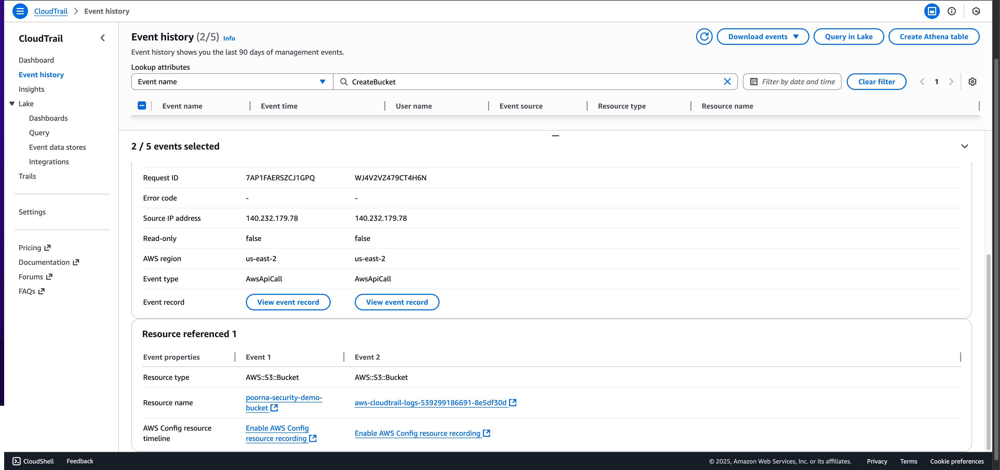 CloudTrail > Event history
CloudTrail
Dashboard
Event history
Insights
Lake
Dashboards
Query
Event data stores
Integrations
Trails
Settings
Pricing
Documentation
Forums
FAQs
Event history (2/5) Info
Download events
Query in Lake
Create Athena table
Event history shows you the last 90 days of management events.
Lookup attributes
Event name
CreateBucket
Filter by date and time
Clear filter
1
Event name Event time User name Event source Resource type Resource name
2 / 5 events selected
Request ID 7AP1FAERSZCJ1GPQ WJ4V2VZ479CT4H6N
Error code - -
Source IP address 140.232.179.78 140.232.179.78
Read-only false false
AWS region us-east-2 us-east-2
Event type AwsApiCall AwsApiCall
Event record View event record View event record
Resource referenced 1
Event properties Event 1 Event 2
Resource type AWS::S3::Bucket AWS::S3::Bucket
Resource name
poorna-security-demo-
bucket
aws-cloudtrail-logs-539299186691-8e5df30d
AWS Config resource
timeline
Enable AWS Config
resource recording
Enable AWS Config resource recording
CloudShell Feedback
© 2025, Amazon Web Services, Inc. or its affiliates. Privacy Terms Cookie preferences